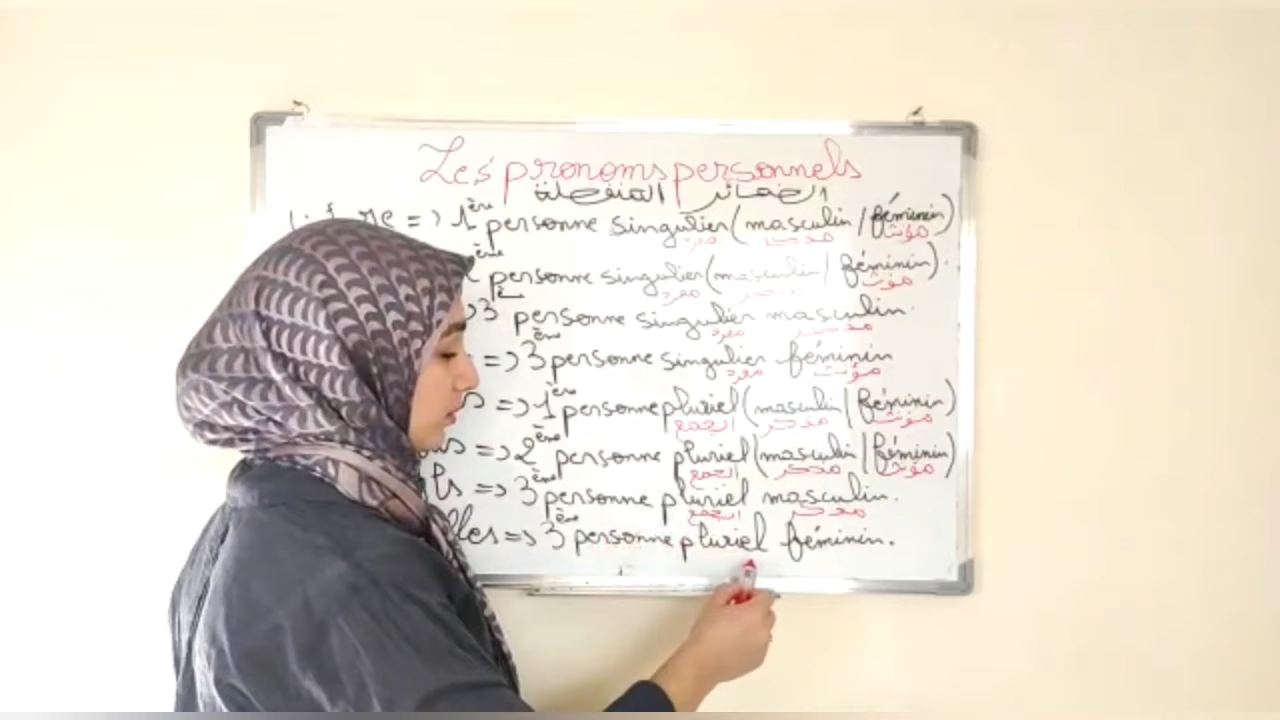 Les pronoms personnels
الضمائر المنفصلة
=> 1ère personne singulier (masculin / féminin)
مفرد مذكر مؤنث
ème personne singulier (masculin / féminin).
مفرد مذكر مؤنث
3 personne singulier masculin.
مفرد مذكر
=> 3ème personne singulier féminin
مفرد مؤنث
=> 1ère personne pluriel (masculin / féminin)
الجمع مذكر مؤنث
=> 2ème personne pluriel (masculin / féminin)
الجمع مذكر مؤنث
=> 3ème personne pluriel masculin.
الجمع مذكر
lles => 3ème personne pluriel féminin.